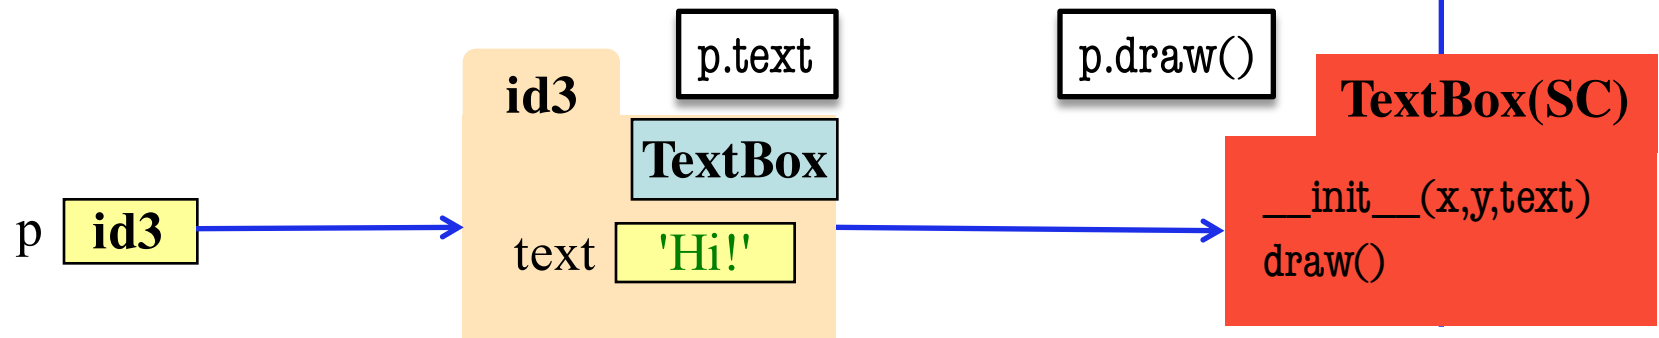 p.text
p.draw()
id3
TextBox(SC)
TextBox
__init__(x,y,text)
p id3
text 'Hi!'
draw()